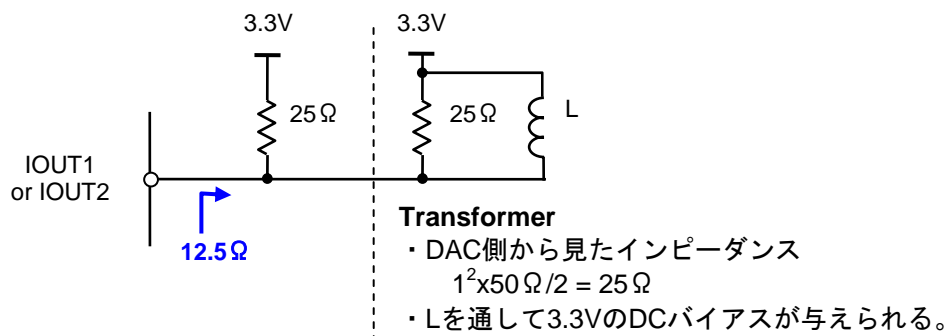 3.3V
3.3V
25Ω
25Ω
L
IOUT1
or IOUT2
12.5Ω
Transformer
・DAC側から見たインピーダンス
1²x50Ω/2 = 25Ω
・Lを通して3.3VのDCバイアスが与えられる。